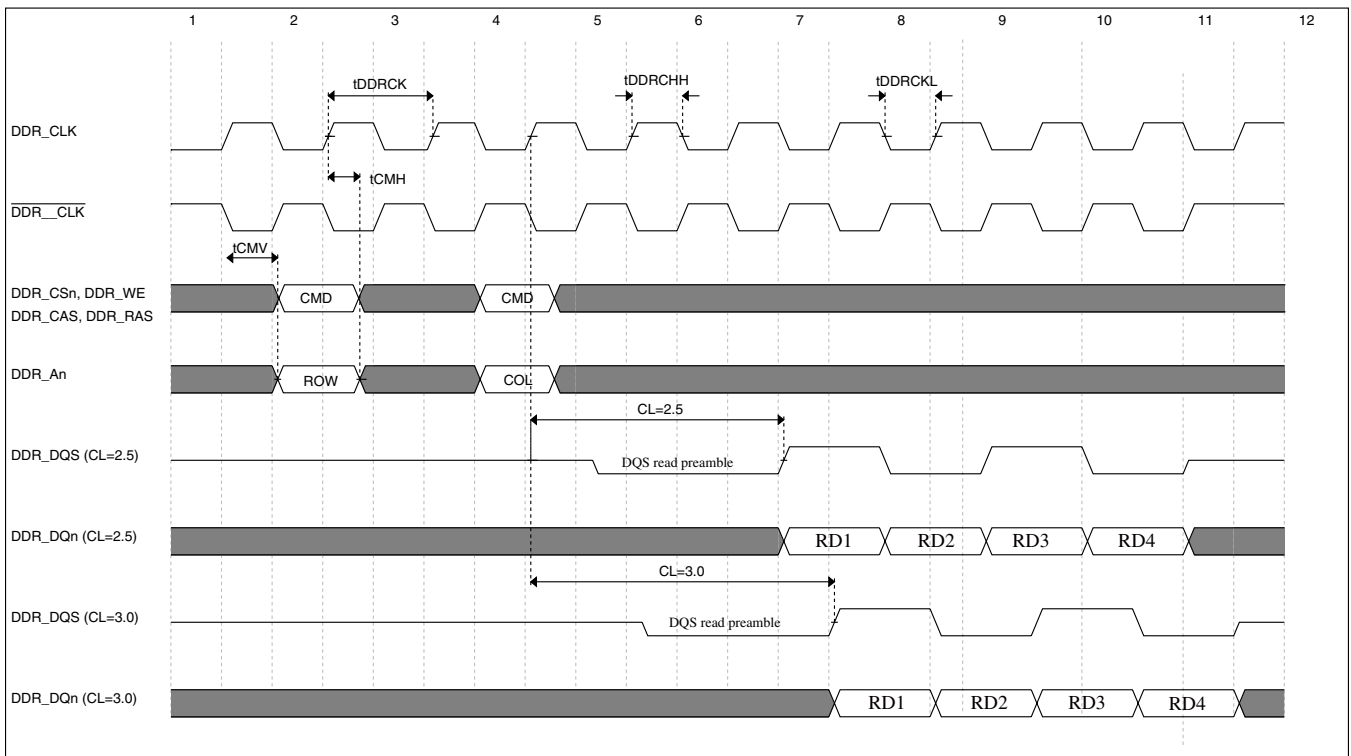 1 2 3 4 5 6 7 8 9 10 11 12
tDDRCK tDDRCHH tDDRCKL
DDR_CLK
tCMH
DDR__CLK
tCMV
DDR_CSn, DDR_WE CMD CMD
DDR_CAS, DDR_RAS
DDR_An ROW COL
CL=2.5
DDR_DQS (CL=2.5) DQS read preamble
DDR_DQn (CL=2.5) RD1 RD2 RD3 RD4
CL=3.0
DDR_DQS (CL=3.0) DQS read preamble
DDR_DQn (CL=3.0) RD1 RD2 RD3 RD4